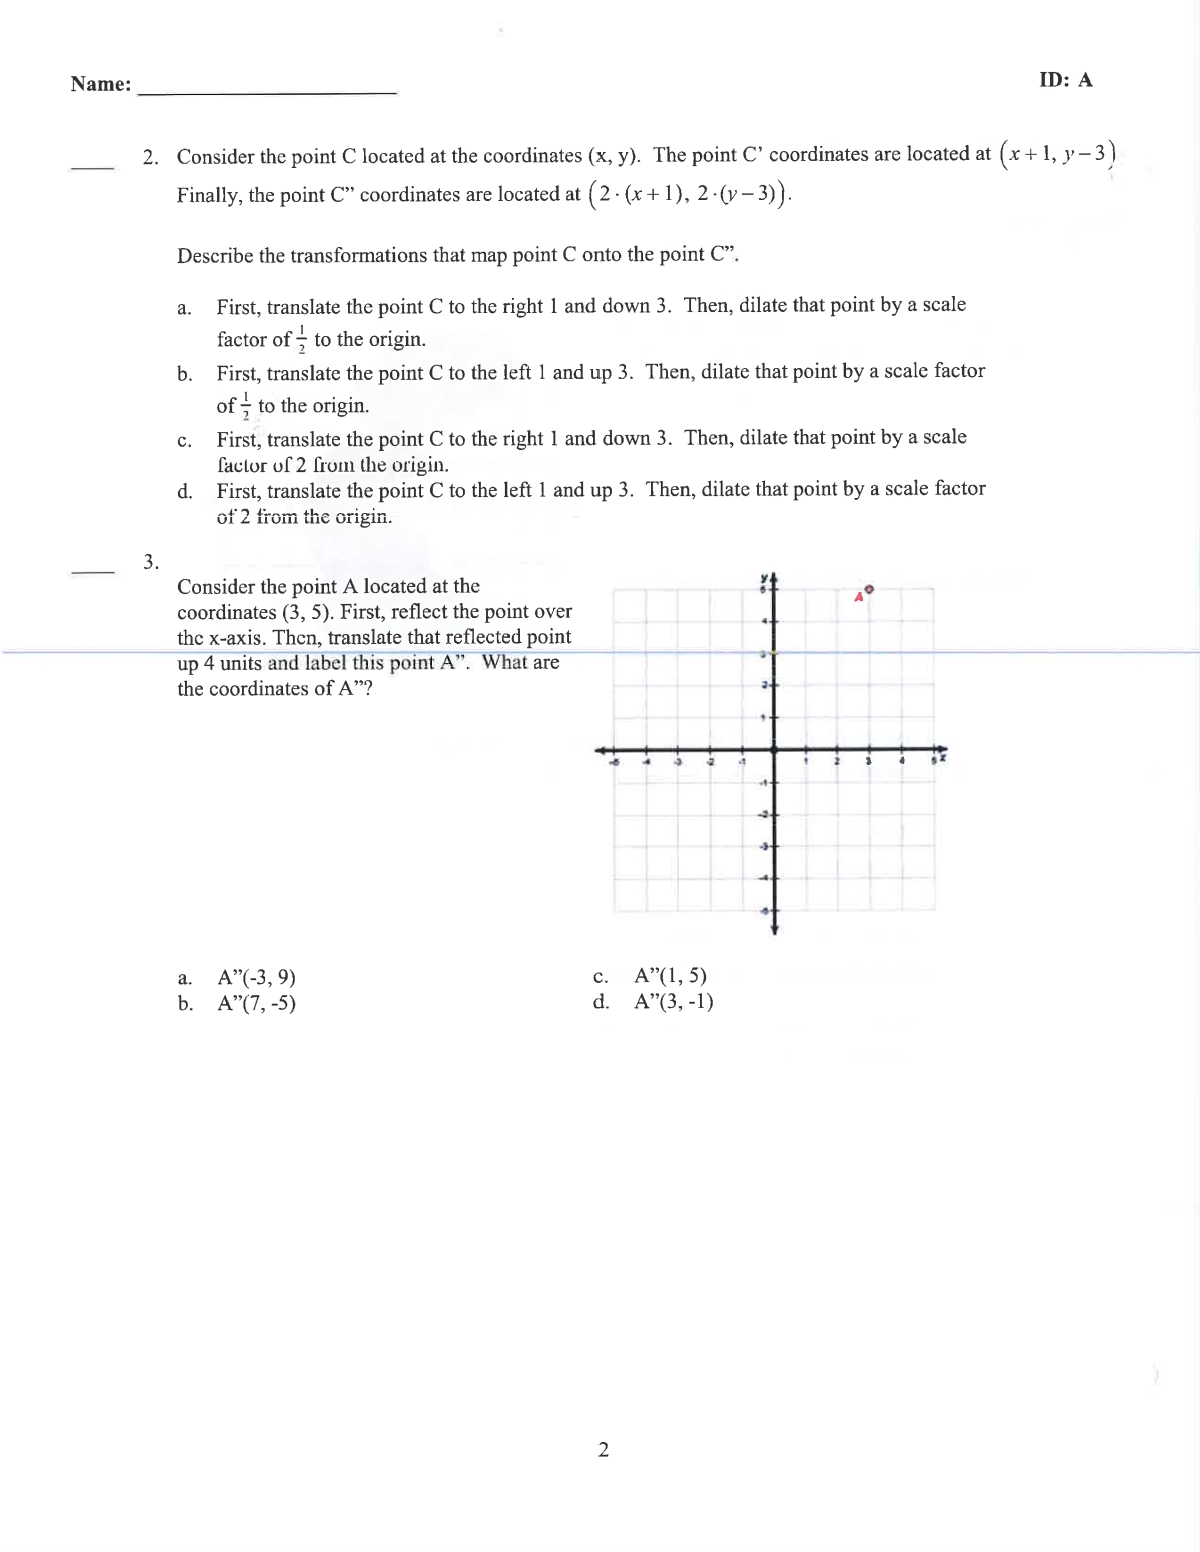 Name: ____________________
ID: A
____ 2. Consider the point C located at the coordinates (x, y). The point C’ coordinates are located at (x + 1, y − 3)
Finally, the point C” coordinates are located at (2 · (x + 1), 2 · (y − 3)).
Describe the transformations that map point C onto the point C”.
a. First, translate the point C to the right 1 and down 3. Then, dilate that point by a scale
factor of 1/2 to the origin.
b. First, translate the point C to the left 1 and up 3. Then, dilate that point by a scale factor
of 1/2 to the origin.
c. First, translate the point C to the right 1 and down 3. Then, dilate that point by a scale
factor of 2 from the origin.
d. First, translate the point C to the left 1 and up 3. Then, dilate that point by a scale factor
of 2 from the origin.
____ 3.
Consider the point A located at the
coordinates (3, 5). First, reflect the point over
the x-axis. Then, translate that reflected point
up 4 units and label this point A”. What are
the coordinates of A”?
y
5
A
4
3
2
1
-5 -4 -3 -2 -1 1 2 3 4 5 x
-1
-2
-3
-4
-5
a. A”(-3, 9)
b. A”(7, -5)
c. A”(1, 5)
d. A”(3, -1)
2